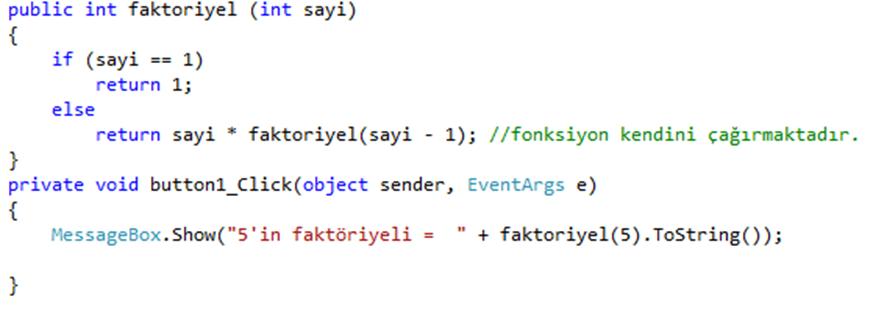 public int faktoriyel (int sayi)
{
    if (sayi == 1)
        return 1;
    else
        return sayi * faktoriyel(sayi - 1); //fonksiyon kendini çağırmaktadır.
}
private void button1_Click(object sender, EventArgs e)
{
    MessageBox.Show("5'in faktöriyeli =  " + faktoriyel(5).ToString());
}